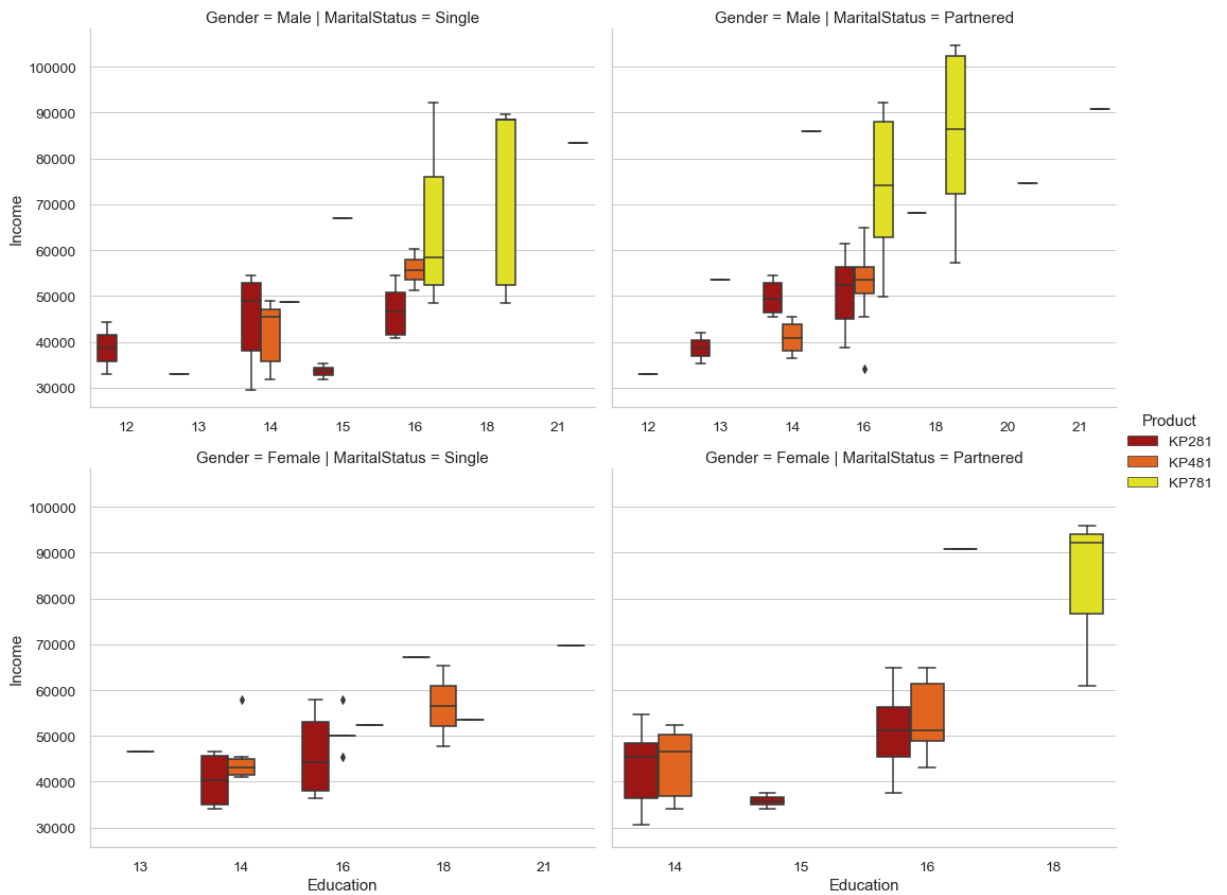 Gender = Male | MaritalStatus = Single
Gender = Male | MaritalStatus = Partnered
100000
90000
80000
70000
60000
50000
40000
30000
Income
12 13 14 15 16 18 21
12 13 14 16 18 20 21
Product
KP281
KP481
KP781
Gender = Female | MaritalStatus = Single
Gender = Female | MaritalStatus = Partnered
100000
90000
80000
70000
60000
50000
40000
30000
Income
13 14 16 18 21
Education
14 15 16 18
Education